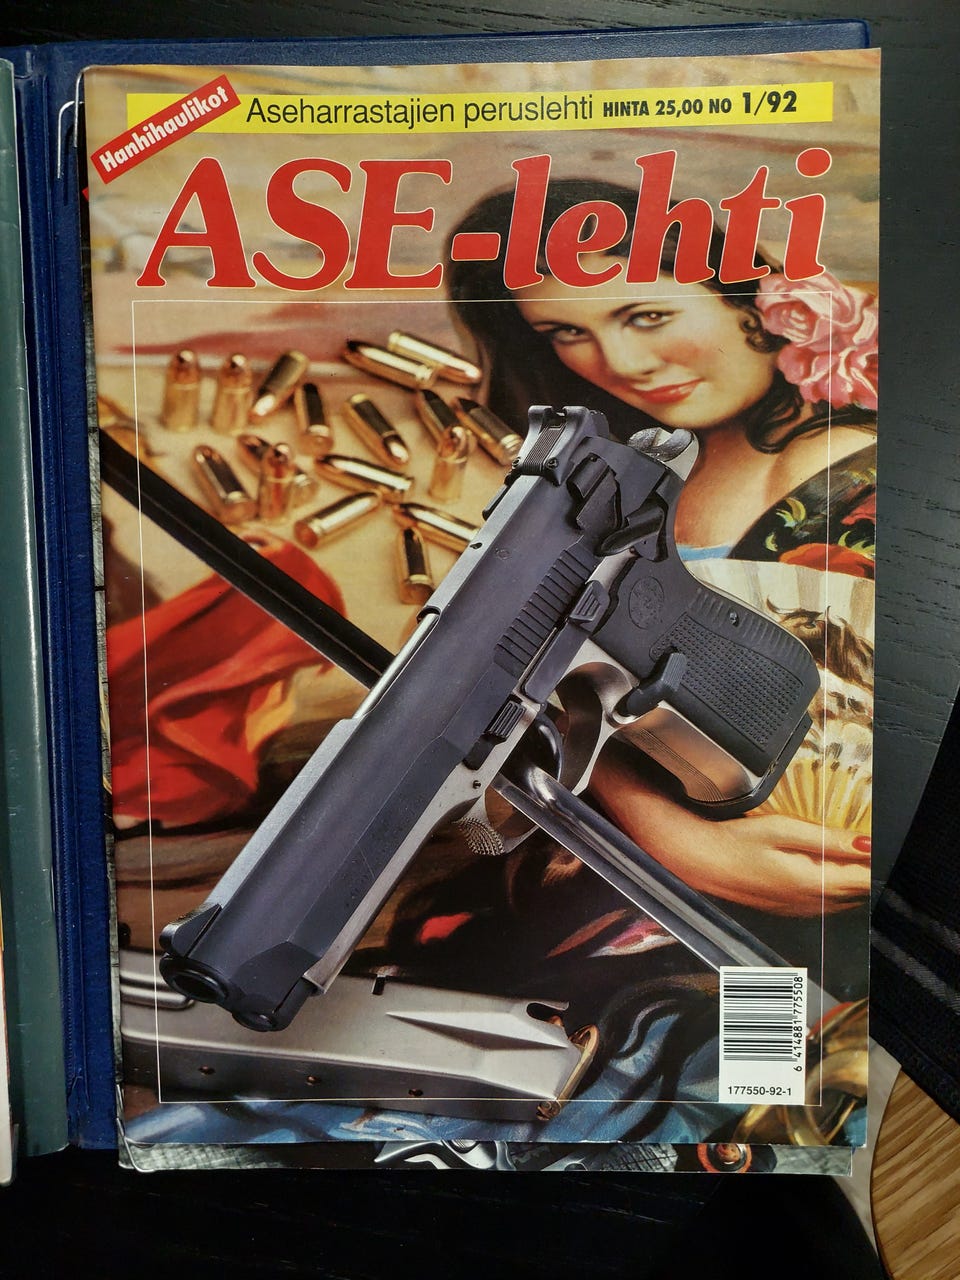 Hanhihaulikot
Aseharrastajien peruslehti HINTA 25,00 NO 1/92
ASE-lehti
6 414881 775508
177550-92-1